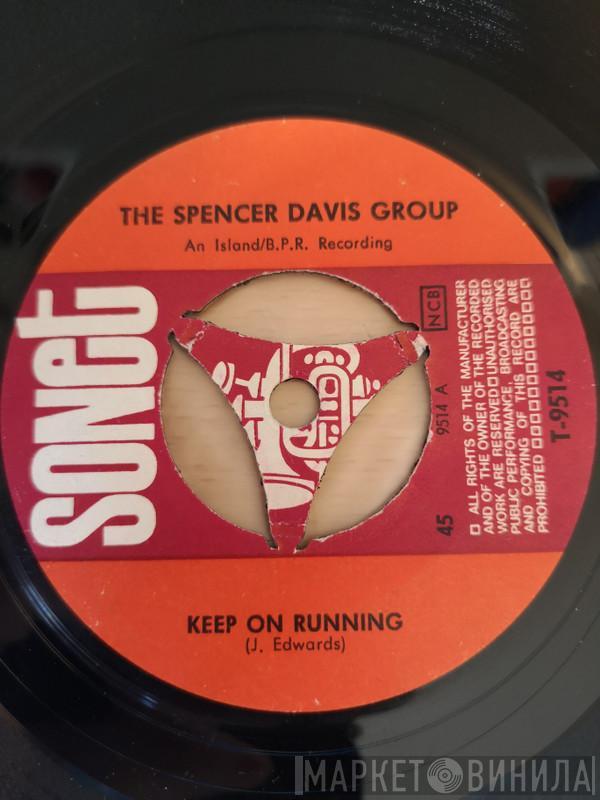 THE SPENCER DAVIS GROUP
An Island/B.P.R. Recording
SONET
NCB
9514 A
45
□ ALL RIGHTS OF THE MANUFACTURER
AND OF THE OWNER OF THE RECORDED
WORK ARE RESERVED □ UNAUTHORISED
PUBLIC PERFORMANCE, BROADCASTING
AND COPYING OF THIS RECORD ARE
PROHIBITED □□□□□□□□□□□□
T-9514
KEEP ON RUNNING
(J. Edwards)
МАРКЕТ ВИНИЛА